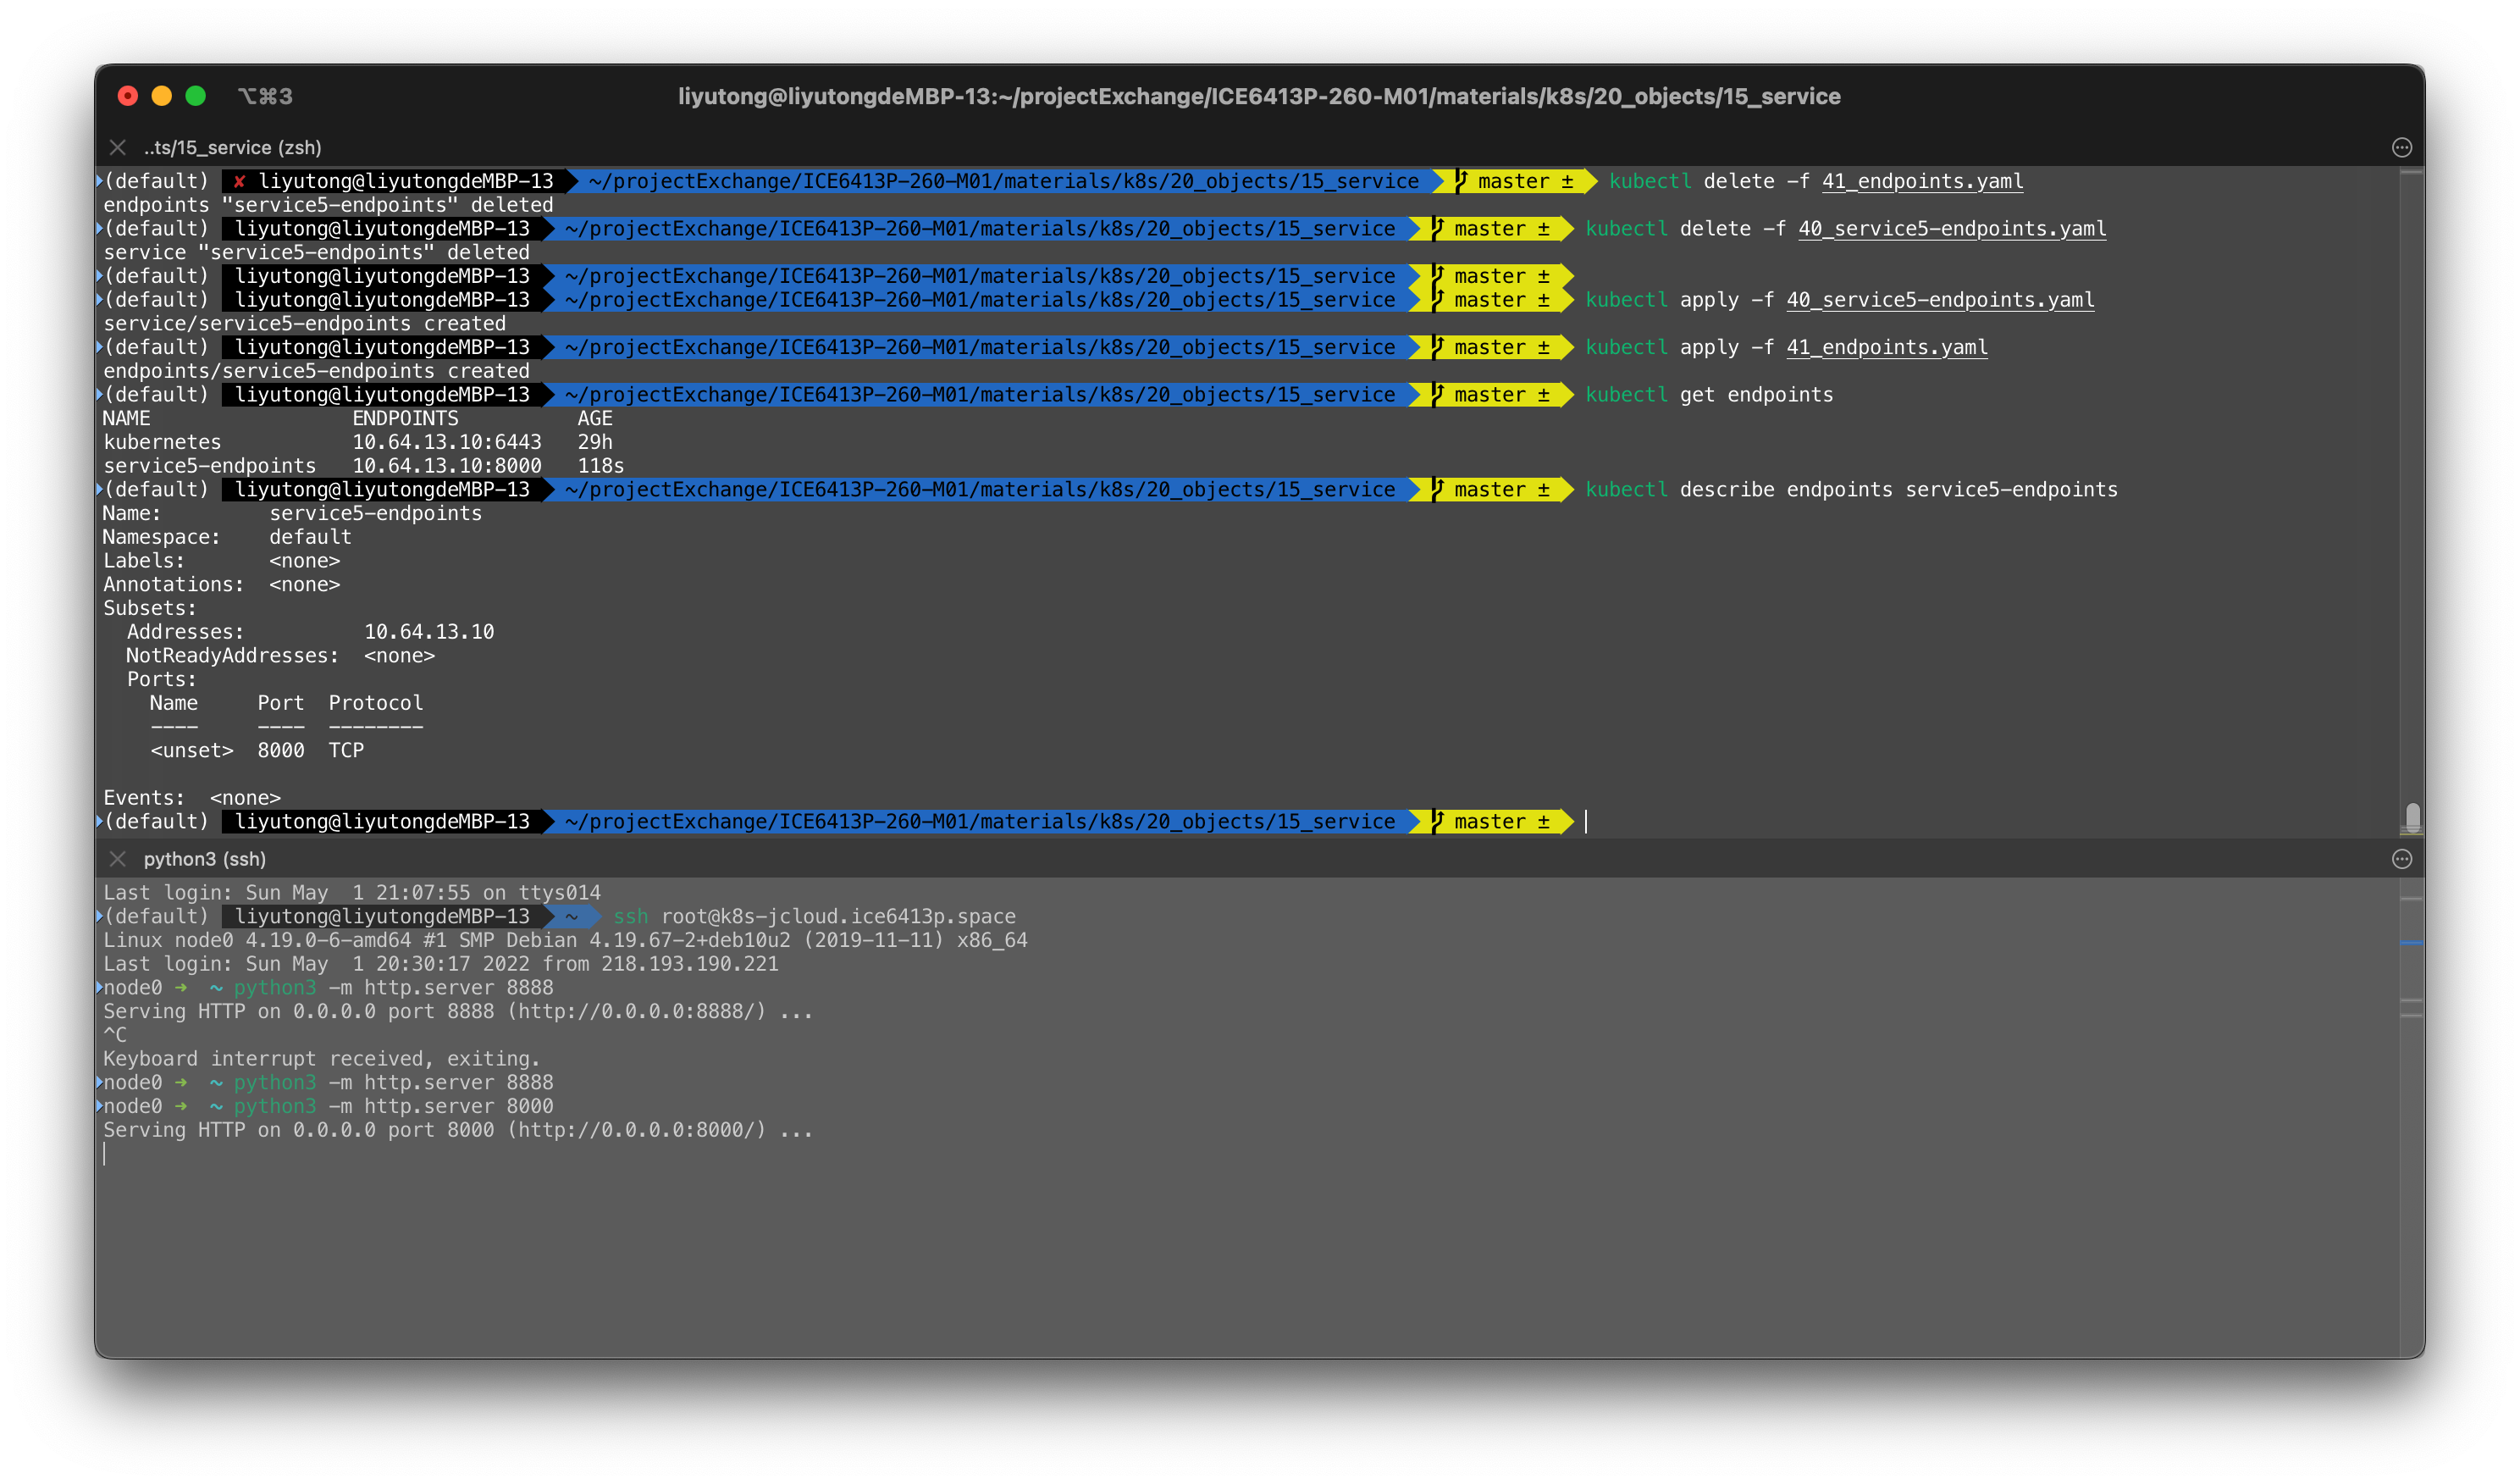 ⌥⌘3 liyutong@liyutongdeMBP-13:~/projectExchange/ICE6413P-260-M01/materials/k8s/20_objects/15_service
..ts/15_service (zsh)
(default) ✘ liyutong@liyutongdeMBP-13 ~/projectExchange/ICE6413P-260-M01/materials/k8s/20_objects/15_service master ± kubectl delete -f 41_endpoints.yaml
endpoints "service5-endpoints" deleted
(default) liyutong@liyutongdeMBP-13 ~/projectExchange/ICE6413P-260-M01/materials/k8s/20_objects/15_service master ± kubectl delete -f 40_service5-endpoints.yaml
service "service5-endpoints" deleted
(default) liyutong@liyutongdeMBP-13 ~/projectExchange/ICE6413P-260-M01/materials/k8s/20_objects/15_service master ±
(default) liyutong@liyutongdeMBP-13 ~/projectExchange/ICE6413P-260-M01/materials/k8s/20_objects/15_service master ± kubectl apply -f 40_service5-endpoints.yaml
service/service5-endpoints created
(default) liyutong@liyutongdeMBP-13 ~/projectExchange/ICE6413P-260-M01/materials/k8s/20_objects/15_service master ± kubectl apply -f 41_endpoints.yaml
endpoints/service5-endpoints created
(default) liyutong@liyutongdeMBP-13 ~/projectExchange/ICE6413P-260-M01/materials/k8s/20_objects/15_service master ± kubectl get endpoints
NAME ENDPOINTS AGE
kubernetes 10.64.13.10:6443 29h
service5-endpoints 10.64.13.10:8000 118s
(default) liyutong@liyutongdeMBP-13 ~/projectExchange/ICE6413P-260-M01/materials/k8s/20_objects/15_service master ± kubectl describe endpoints service5-endpoints
Name: service5-endpoints
Namespace: default
Labels: <none>
Annotations: <none>
Subsets:
Addresses: 10.64.13.10
NotReadyAddresses: <none>
Ports:
Name Port Protocol
---- ---- --------
<unset> 8000 TCP
Events: <none>
(default) liyutong@liyutongdeMBP-13 ~/projectExchange/ICE6413P-260-M01/materials/k8s/20_objects/15_service master ±
python3 (ssh)
Last login: Sun May 1 21:07:55 on ttys014
(default) liyutong@liyutongdeMBP-13 ~ ssh root@k8s-jcloud.ice6413p.space
Linux node0 4.19.0-6-amd64 #1 SMP Debian 4.19.67-2+deb10u2 (2019-11-11) x86_64
Last login: Sun May 1 20:30:17 2022 from 218.193.190.221
node0 ➜ ~ python3 -m http.server 8888
Serving HTTP on 0.0.0.0 port 8888 (http://0.0.0.0:8888/) ...
^C
Keyboard interrupt received, exiting.
node0 ➜ ~ python3 -m http.server 8888
node0 ➜ ~ python3 -m http.server 8000
Serving HTTP on 0.0.0.0 port 8000 (http://0.0.0.0:8000/) ...